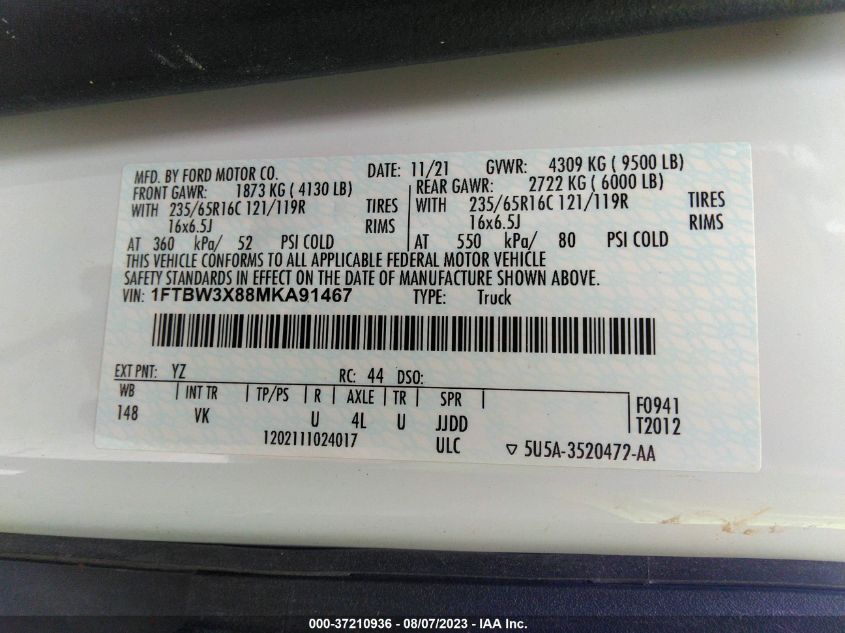 MFD. BY FORD MOTOR CO. DATE: 11/21 GVWR: 4309 KG ( 9500 LB)
FRONT GAWR: 1873 KG ( 4130 LB) REAR GAWR: 2722 KG ( 6000 LB)
WITH 235/65R16C 121/119R TIRES WITH 235/65R16C 121/119R TIRES
16x6.5J RIMS 16x6.5J RIMS
AT 360 kPa/ 52 PSI COLD AT 550 kPa/ 80 PSI COLD
THIS VEHICLE CONFORMS TO ALL APPLICABLE FEDERAL MOTOR VEHICLE
SAFETY STANDARDS IN EFFECT ON THE DATE OF MANUFACTURE SHOWN ABOVE.
VIN: 1FTBW3X88MKA91467 TYPE: Truck
EXT PNT: YZ RC: 44 DSO:
WB INT TR TP/PS R AXLE TR SPR F0941
148 VK U 4L U JJDD T2012
1202111024017 ULC 5U5A-3520472-AA
000-37210936 - 08/07/2023 - IAA Inc.